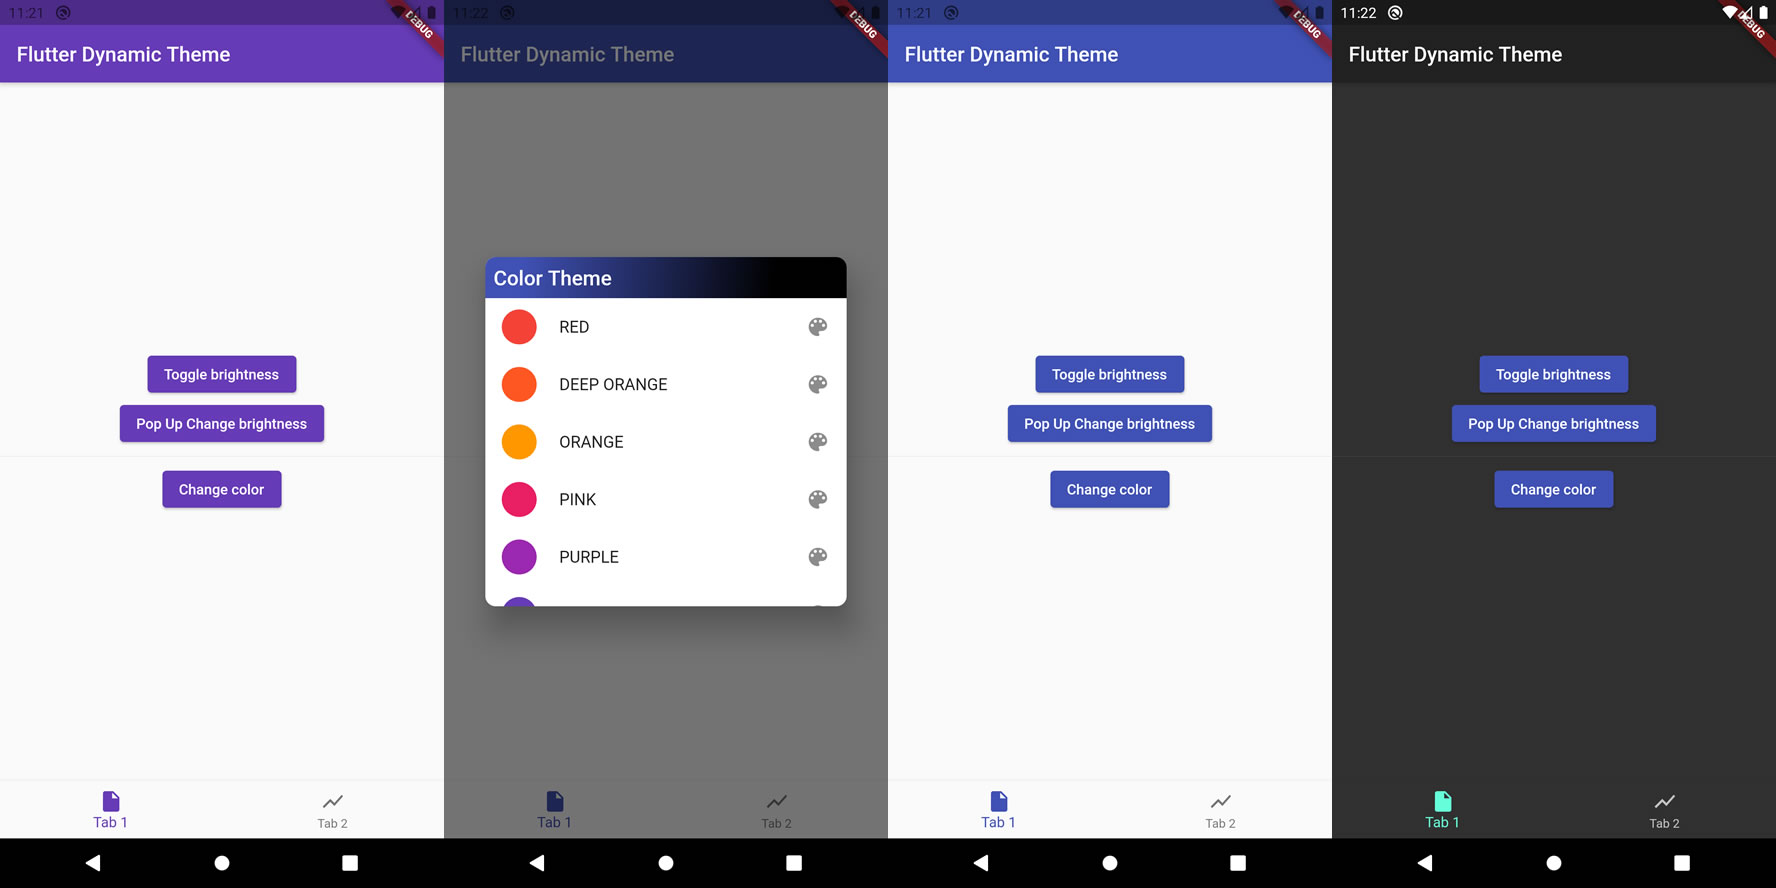 11:21
DEBUG
Flutter Dynamic Theme
Toggle brightness
Pop Up Change brightness
Change color
Tab 1
Tab 2
11:22
DEBUG
Flutter Dynamic Theme
Color Theme
RED
DEEP ORANGE
ORANGE
PINK
PURPLE
Tab 1
Tab 2
11:21
DEBUG
Flutter Dynamic Theme
Toggle brightness
Pop Up Change brightness
Change color
Tab 1
Tab 2
11:22
DEBUG
Flutter Dynamic Theme
Toggle brightness
Pop Up Change brightness
Change color
Tab 1
Tab 2